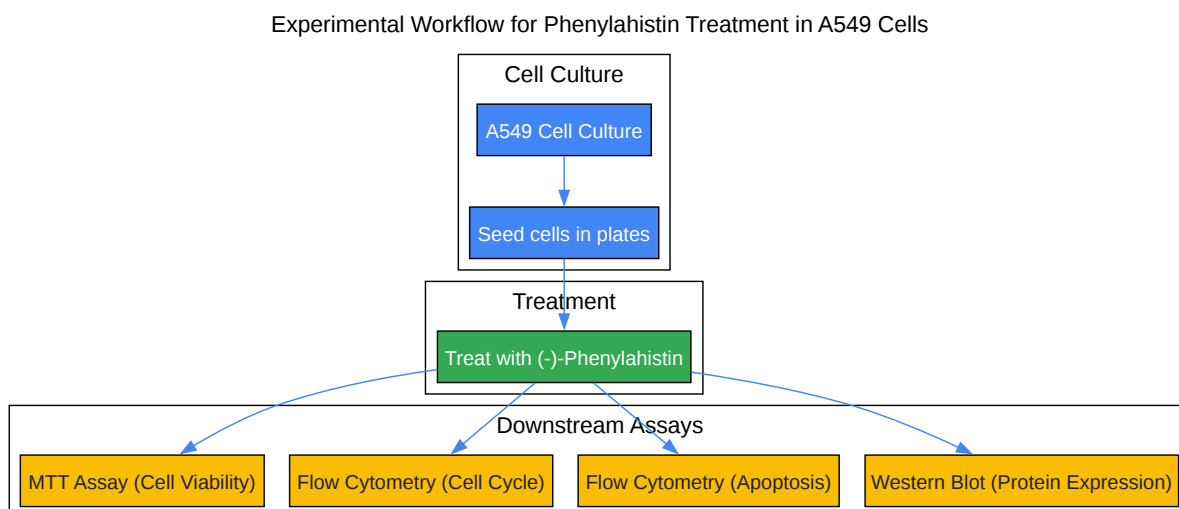 Experimental Workflow for Phenylahistin Treatment in A549 Cells
Cell Culture
A549 Cell Culture
Seed cells in plates
Treatment
Treat with (-)-Phenylahistin
Downstream Assays
MTT Assay (Cell Viability)
Flow Cytometry (Cell Cycle)
Flow Cytometry (Apoptosis)
Western Blot (Protein Expression)